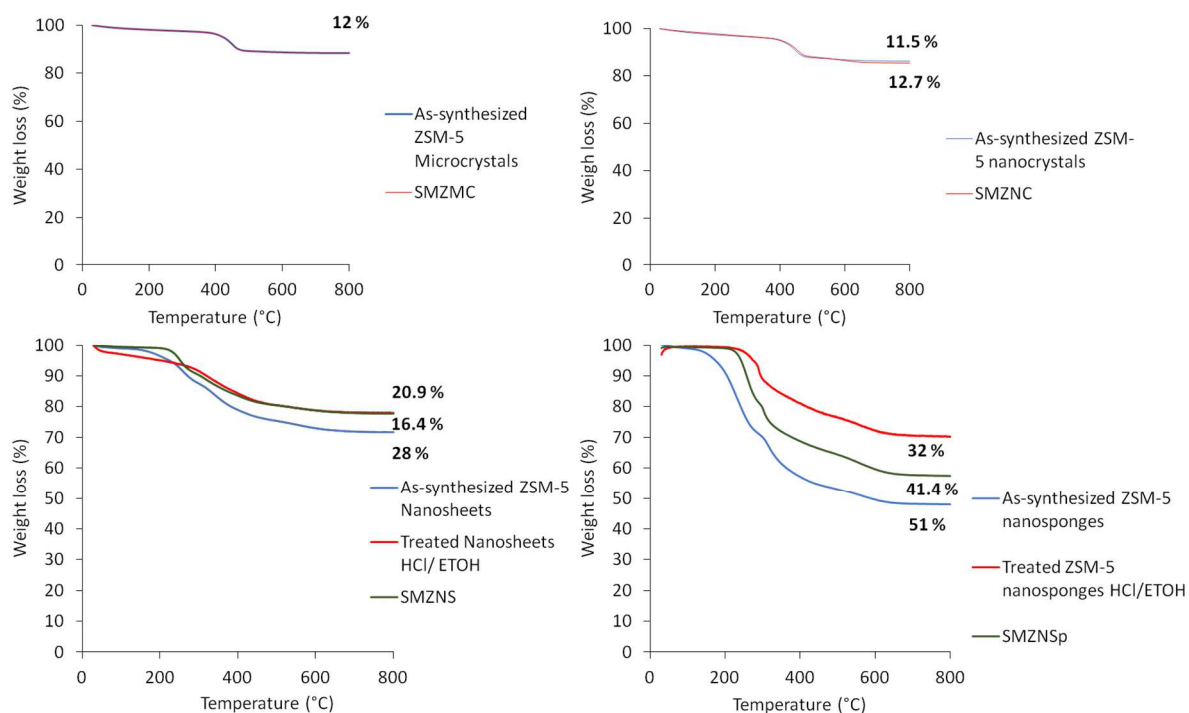 12 %
100
80
60
40
20
0
Weight loss (%)
As-synthesized
ZSM-5
Microcrystals
SMZMC
0 200 400 600 800
Temperature (°C)
11.5 %
12.7 %
100
80
60
40
20
0
Weigh loss (%)
As-synthesized ZSM-
5 nanocrystals
SMZNC
0 200 400 600 800
Temperature (°C)
100
90
80
70
60
50
40
30
20
10
0
Weight loss (%)
20.9 %
16.4 %
28 %
As-synthesized ZSM-5
Nanosheets
Treated Nanosheets
HCl/ ETOH
SMZNS
0 200 400 600 800
Temperature (°C)
100
90
80
70
60
50
40
30
20
10
0
Weight loss (%)
32 %
41.4 %
51 %
As-synthesized ZSM-5
nanosponges
Treated ZSM-5
nanosponges HCl/ETOH
SMZNSp
0 200 400 600 800
Temperature (°C)